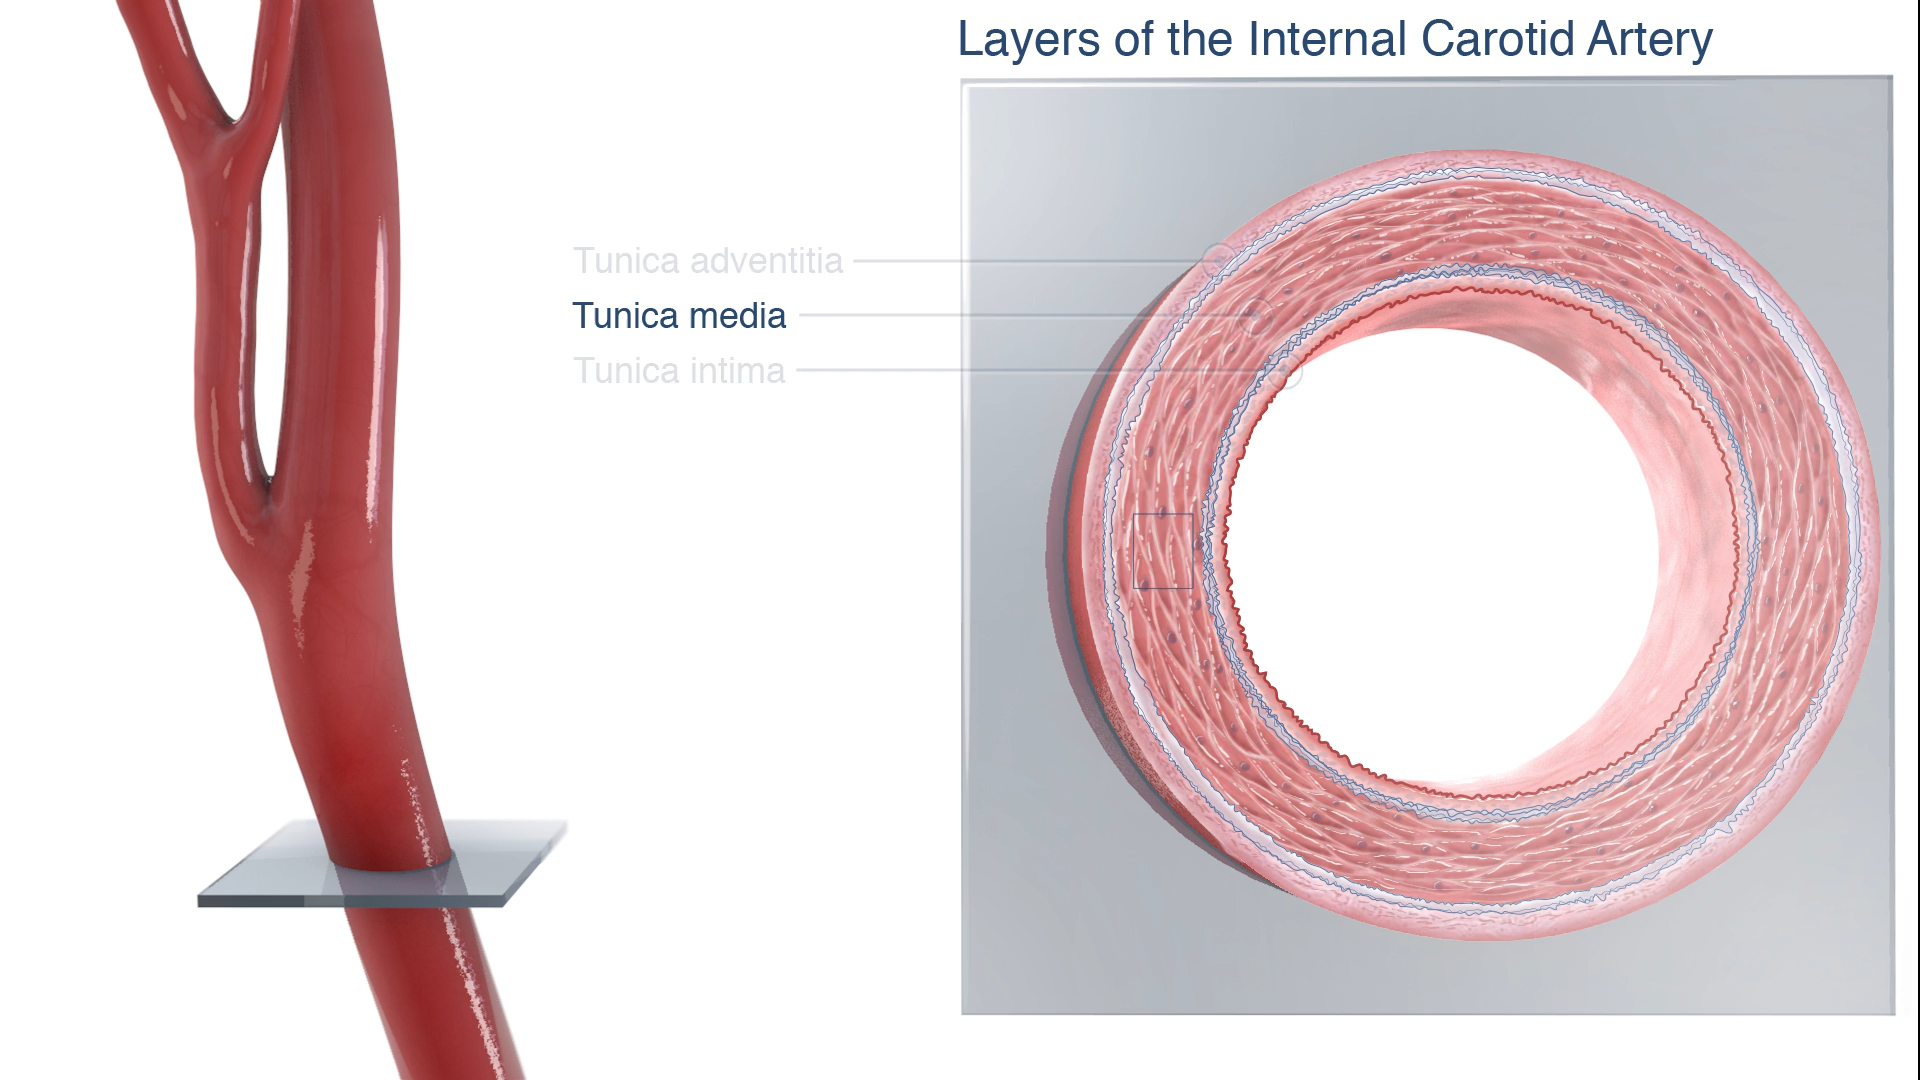 Layers of the Internal Carotid Artery
Tunica adventitia
Tunica media
Tunica intima